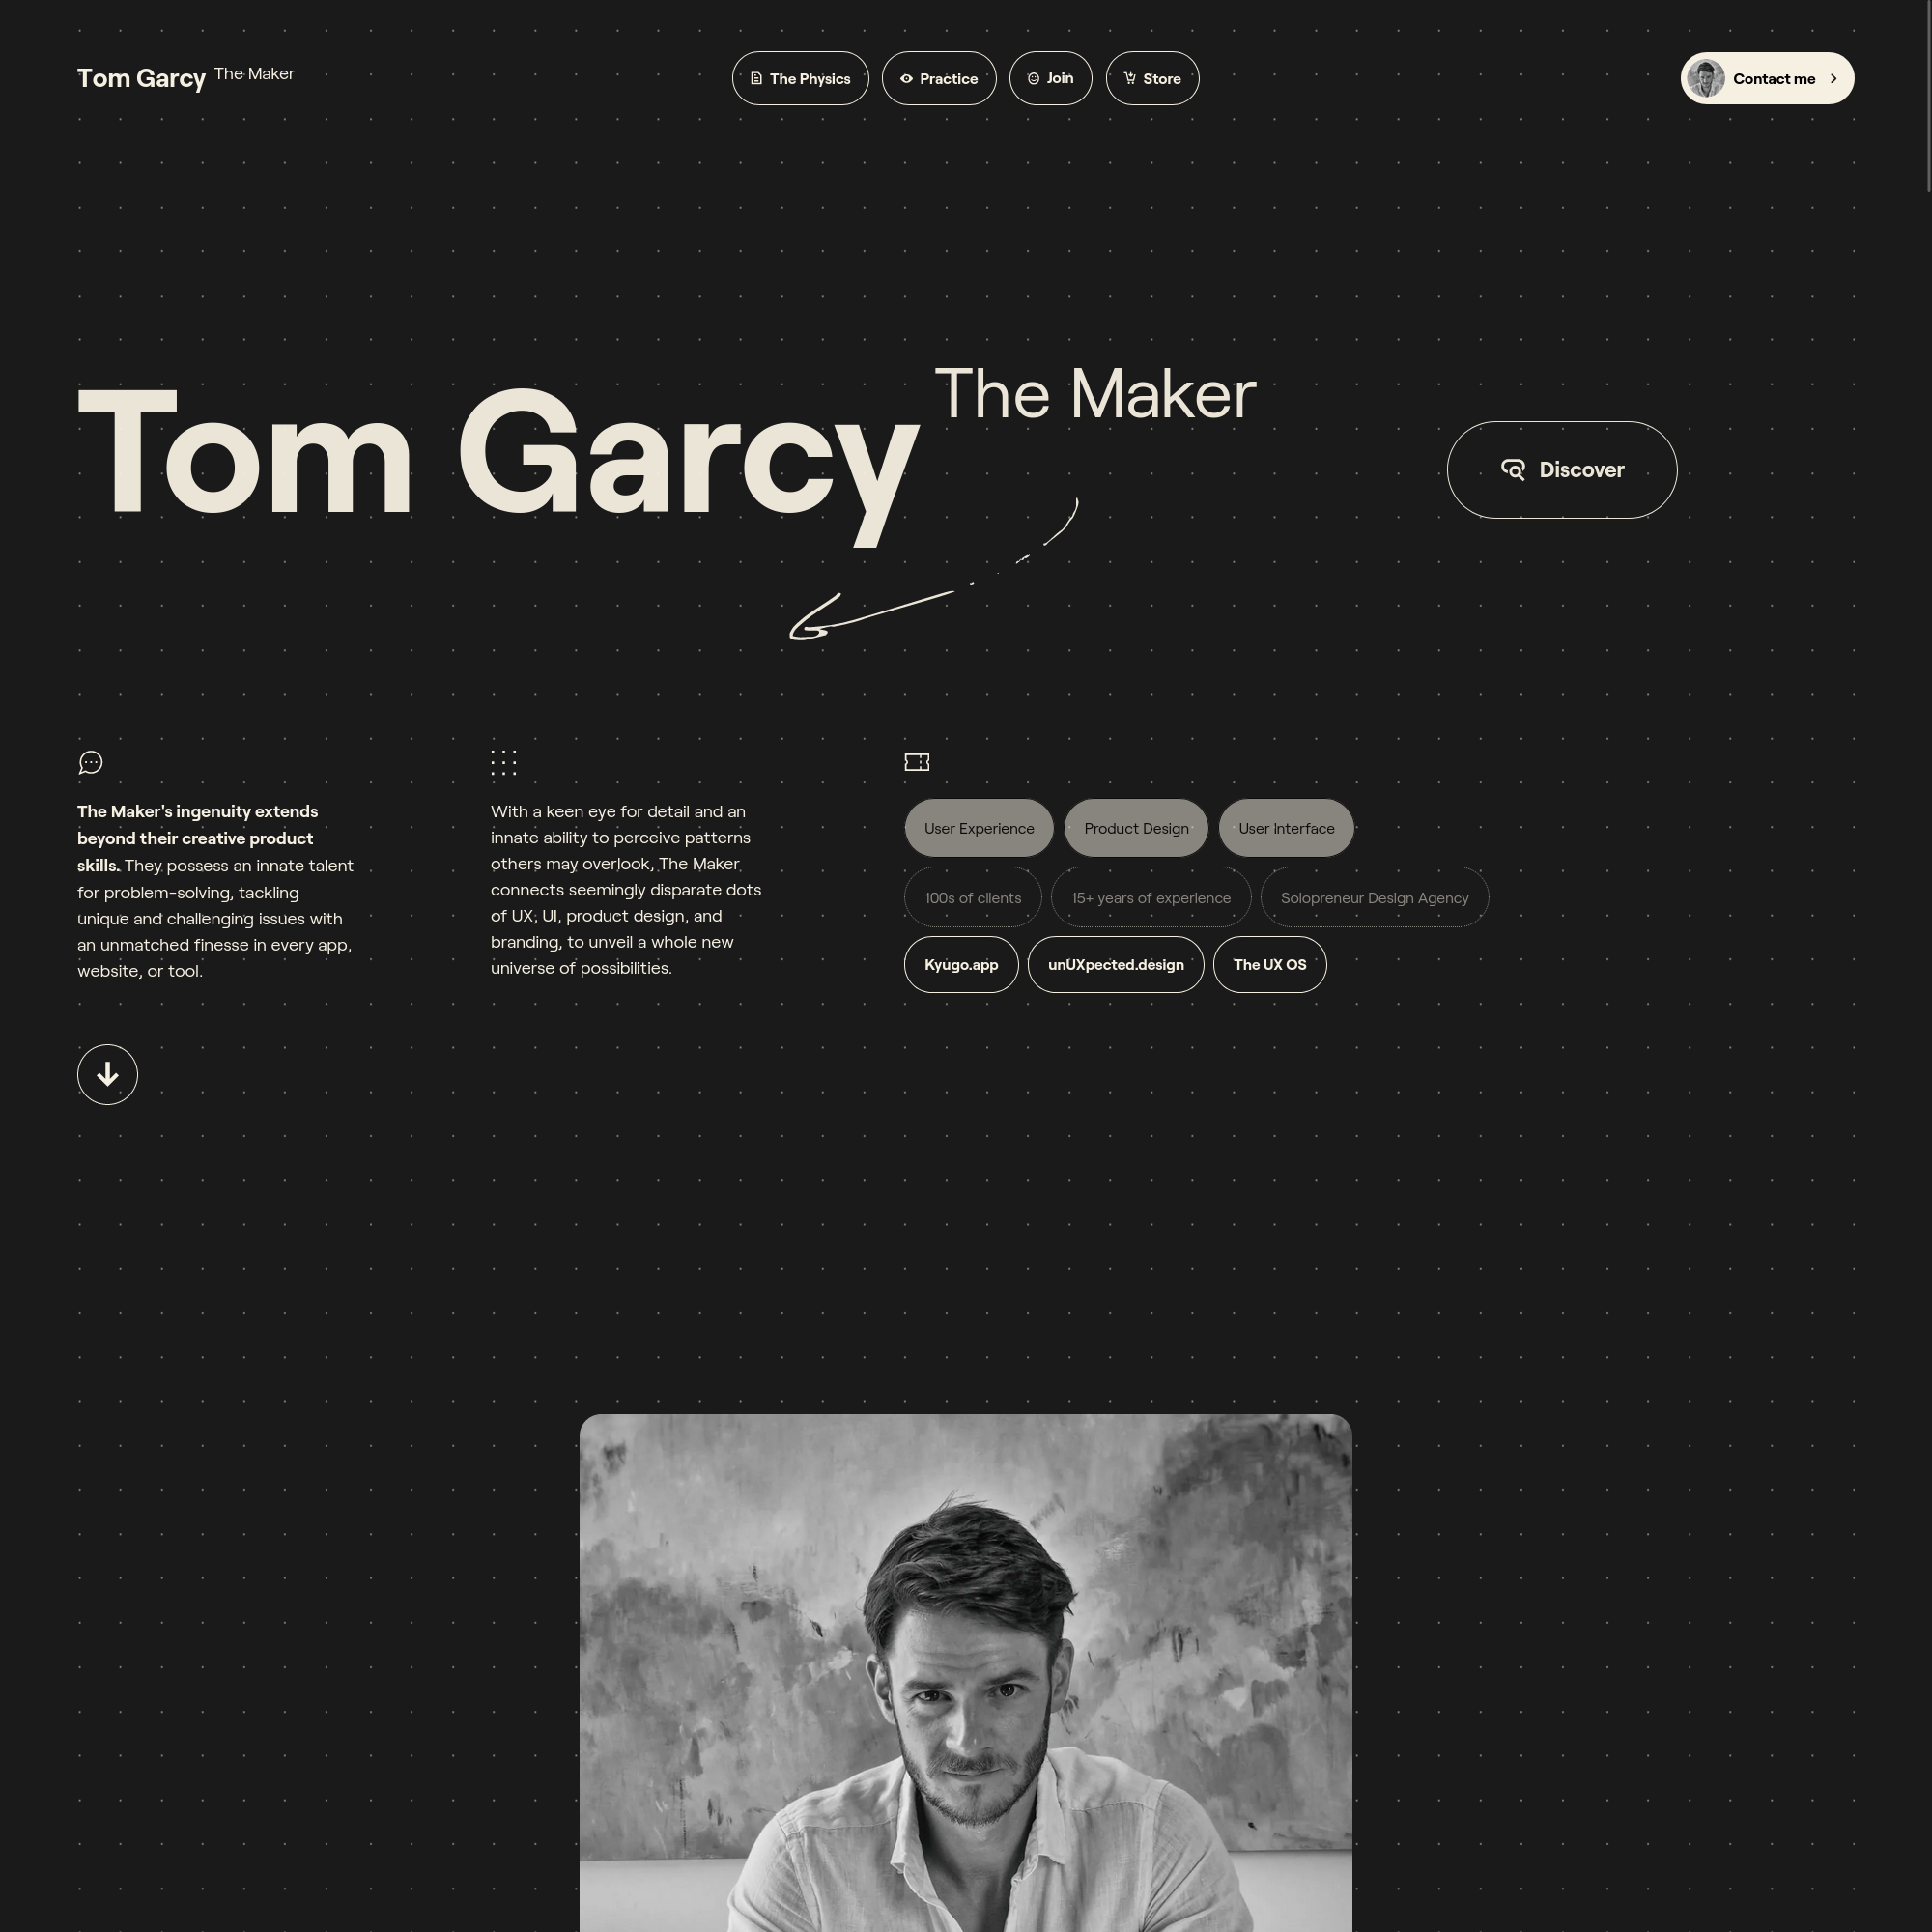 Tom Garcy The Maker
The Physics
Practice
Join
Store
Contact me
Tom Garcy The Maker
Discover
The Maker's ingenuity extends
beyond their creative product
skills. They possess an innate talent
for problem-solving, tackling
unique and challenging issues with
an unmatched finesse in every app,
website, or tool.
With a keen eye for detail and an
innate ability to perceive patterns
others may overlook, The Maker
connects seemingly disparate dots
of UX, UI, product design, and
branding, to unveil a whole new
universe of possibilities.
User Experience
Product Design
User Interface
100s of clients
15+ years of experience
Solopreneur Design Agency
Kyugo.app
unUXpected.design
The UX OS